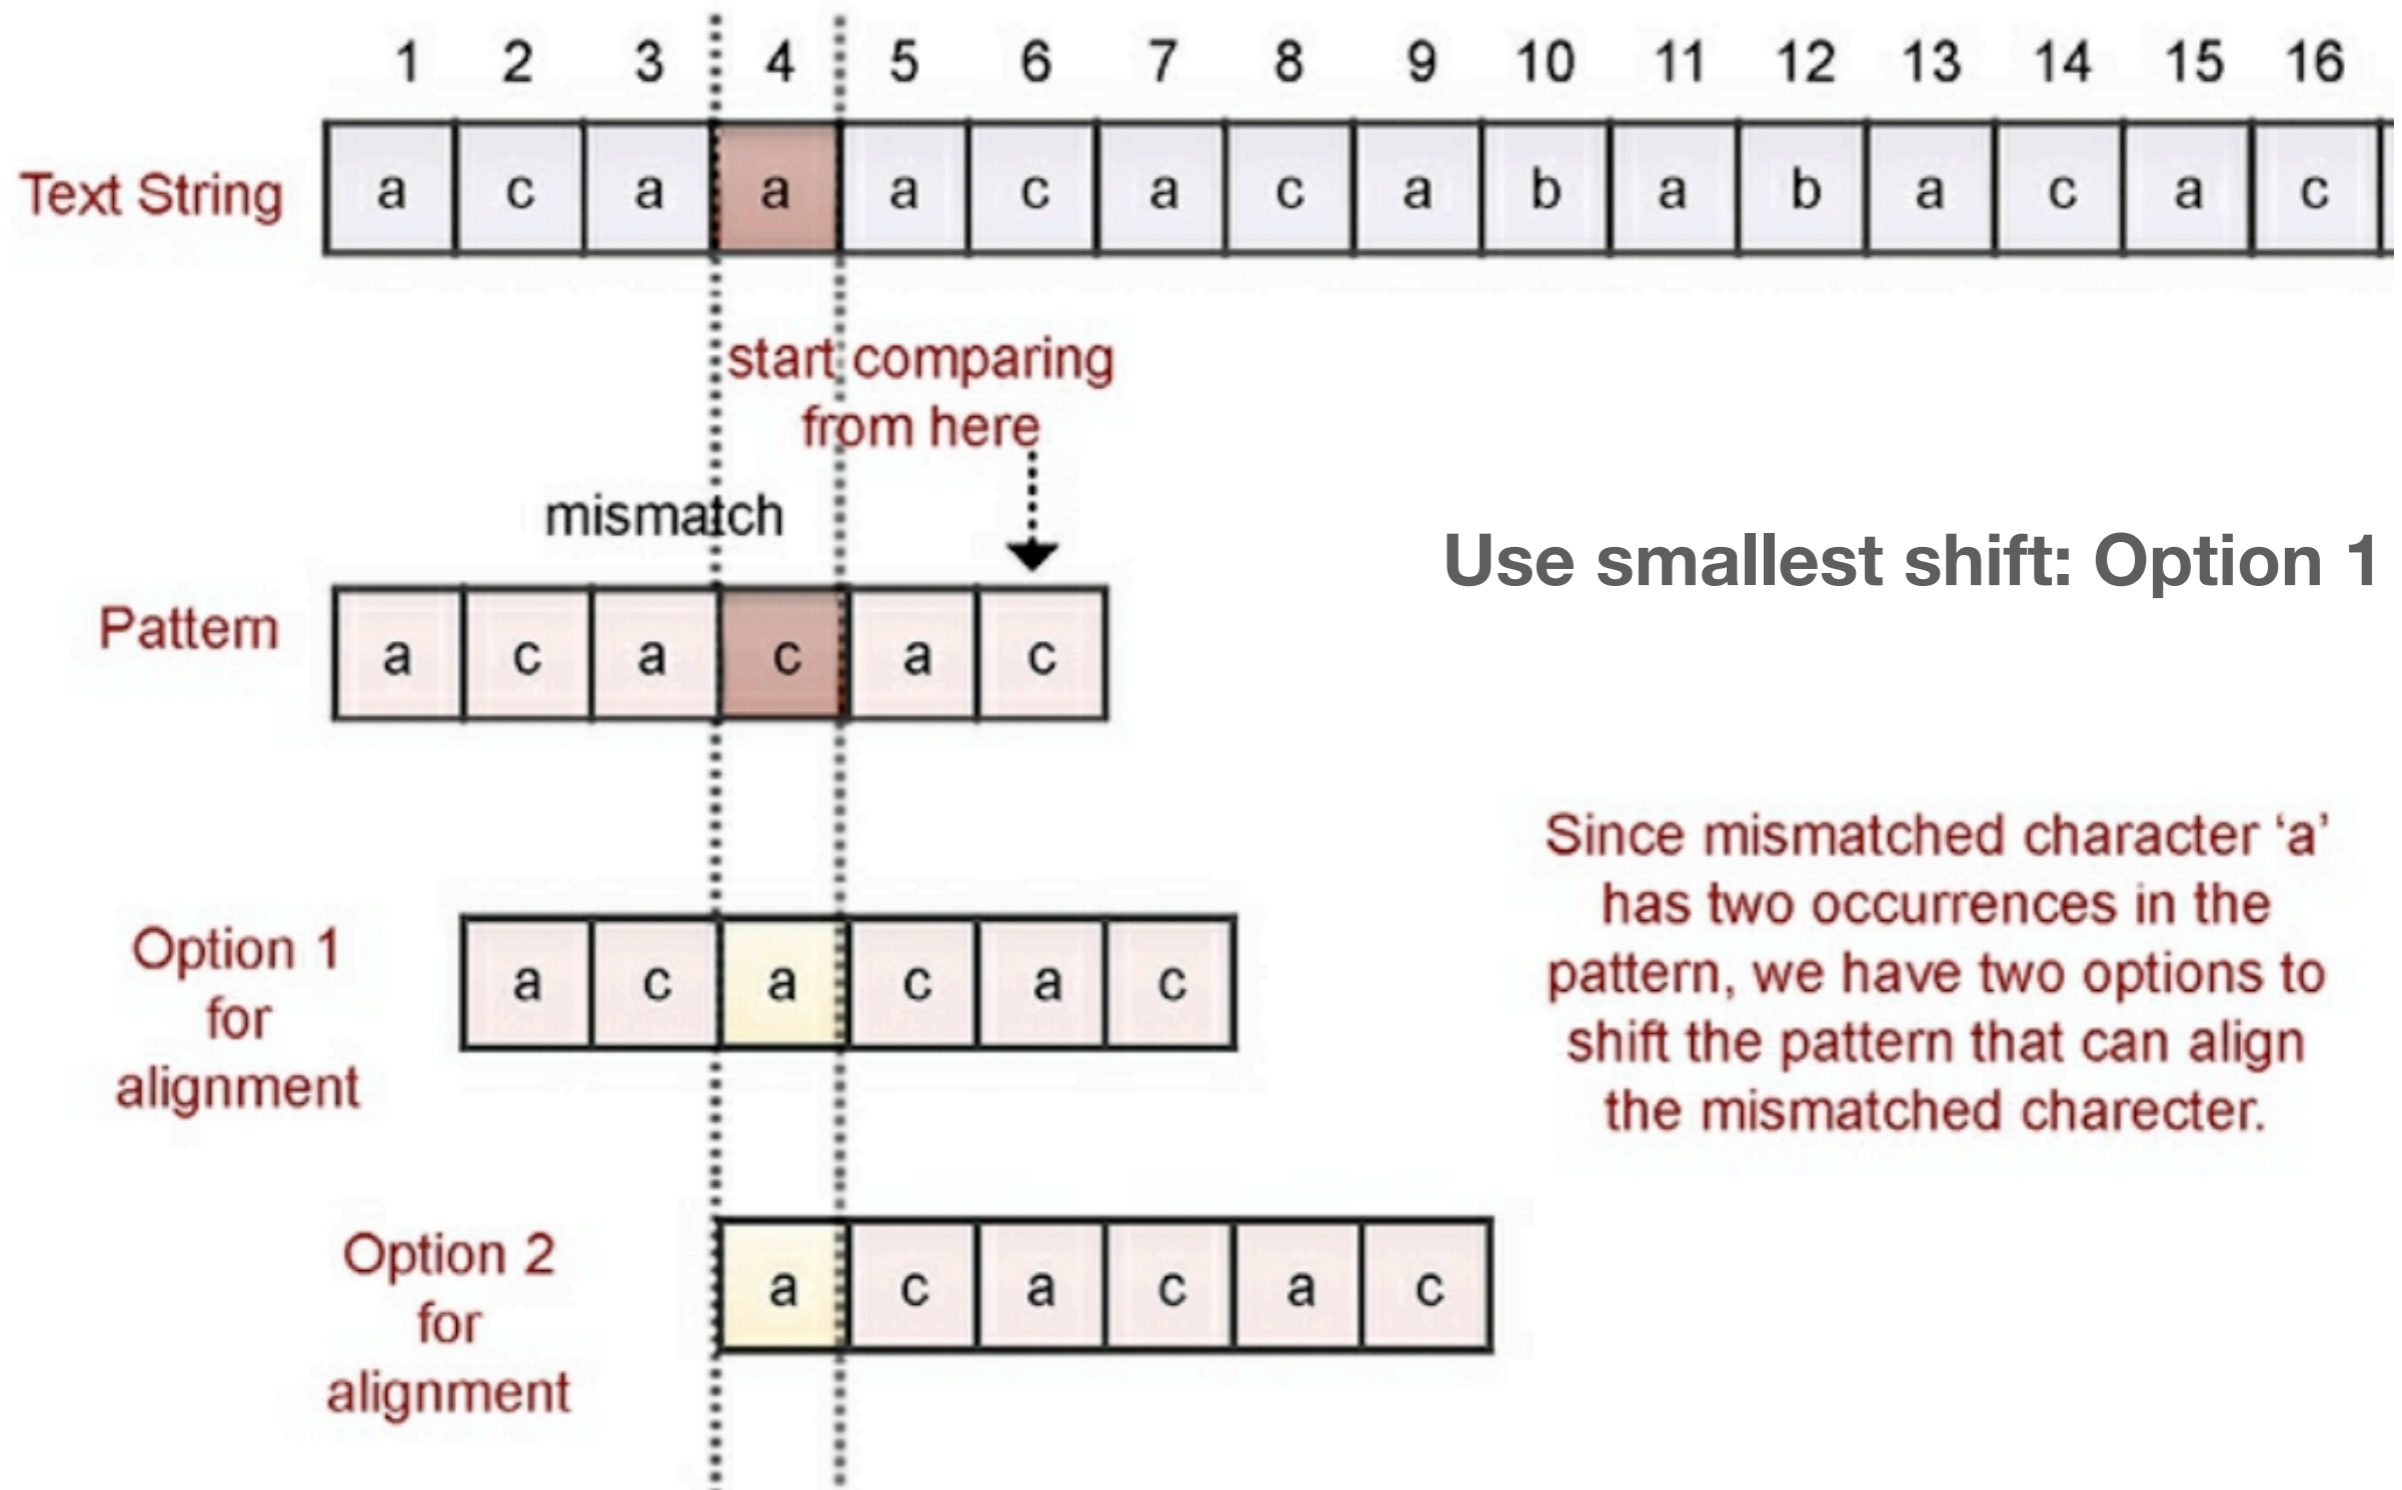 1 2 3 4 5 6 7 8 9 10 11 12 13 14 15 16
Text String a c a a a c a c a b a b a c a c
start comparing
from here
mismatch
Use smallest shift: Option 1
Pattern a c a c a c
Since mismatched character ‘a’
has two occurrences in the
pattern, we have two options to
shift the pattern that can align
the mismatched charecter.
Option 1
for
alignment
a c a c a c
Option 2
for
alignment
a c a c a c